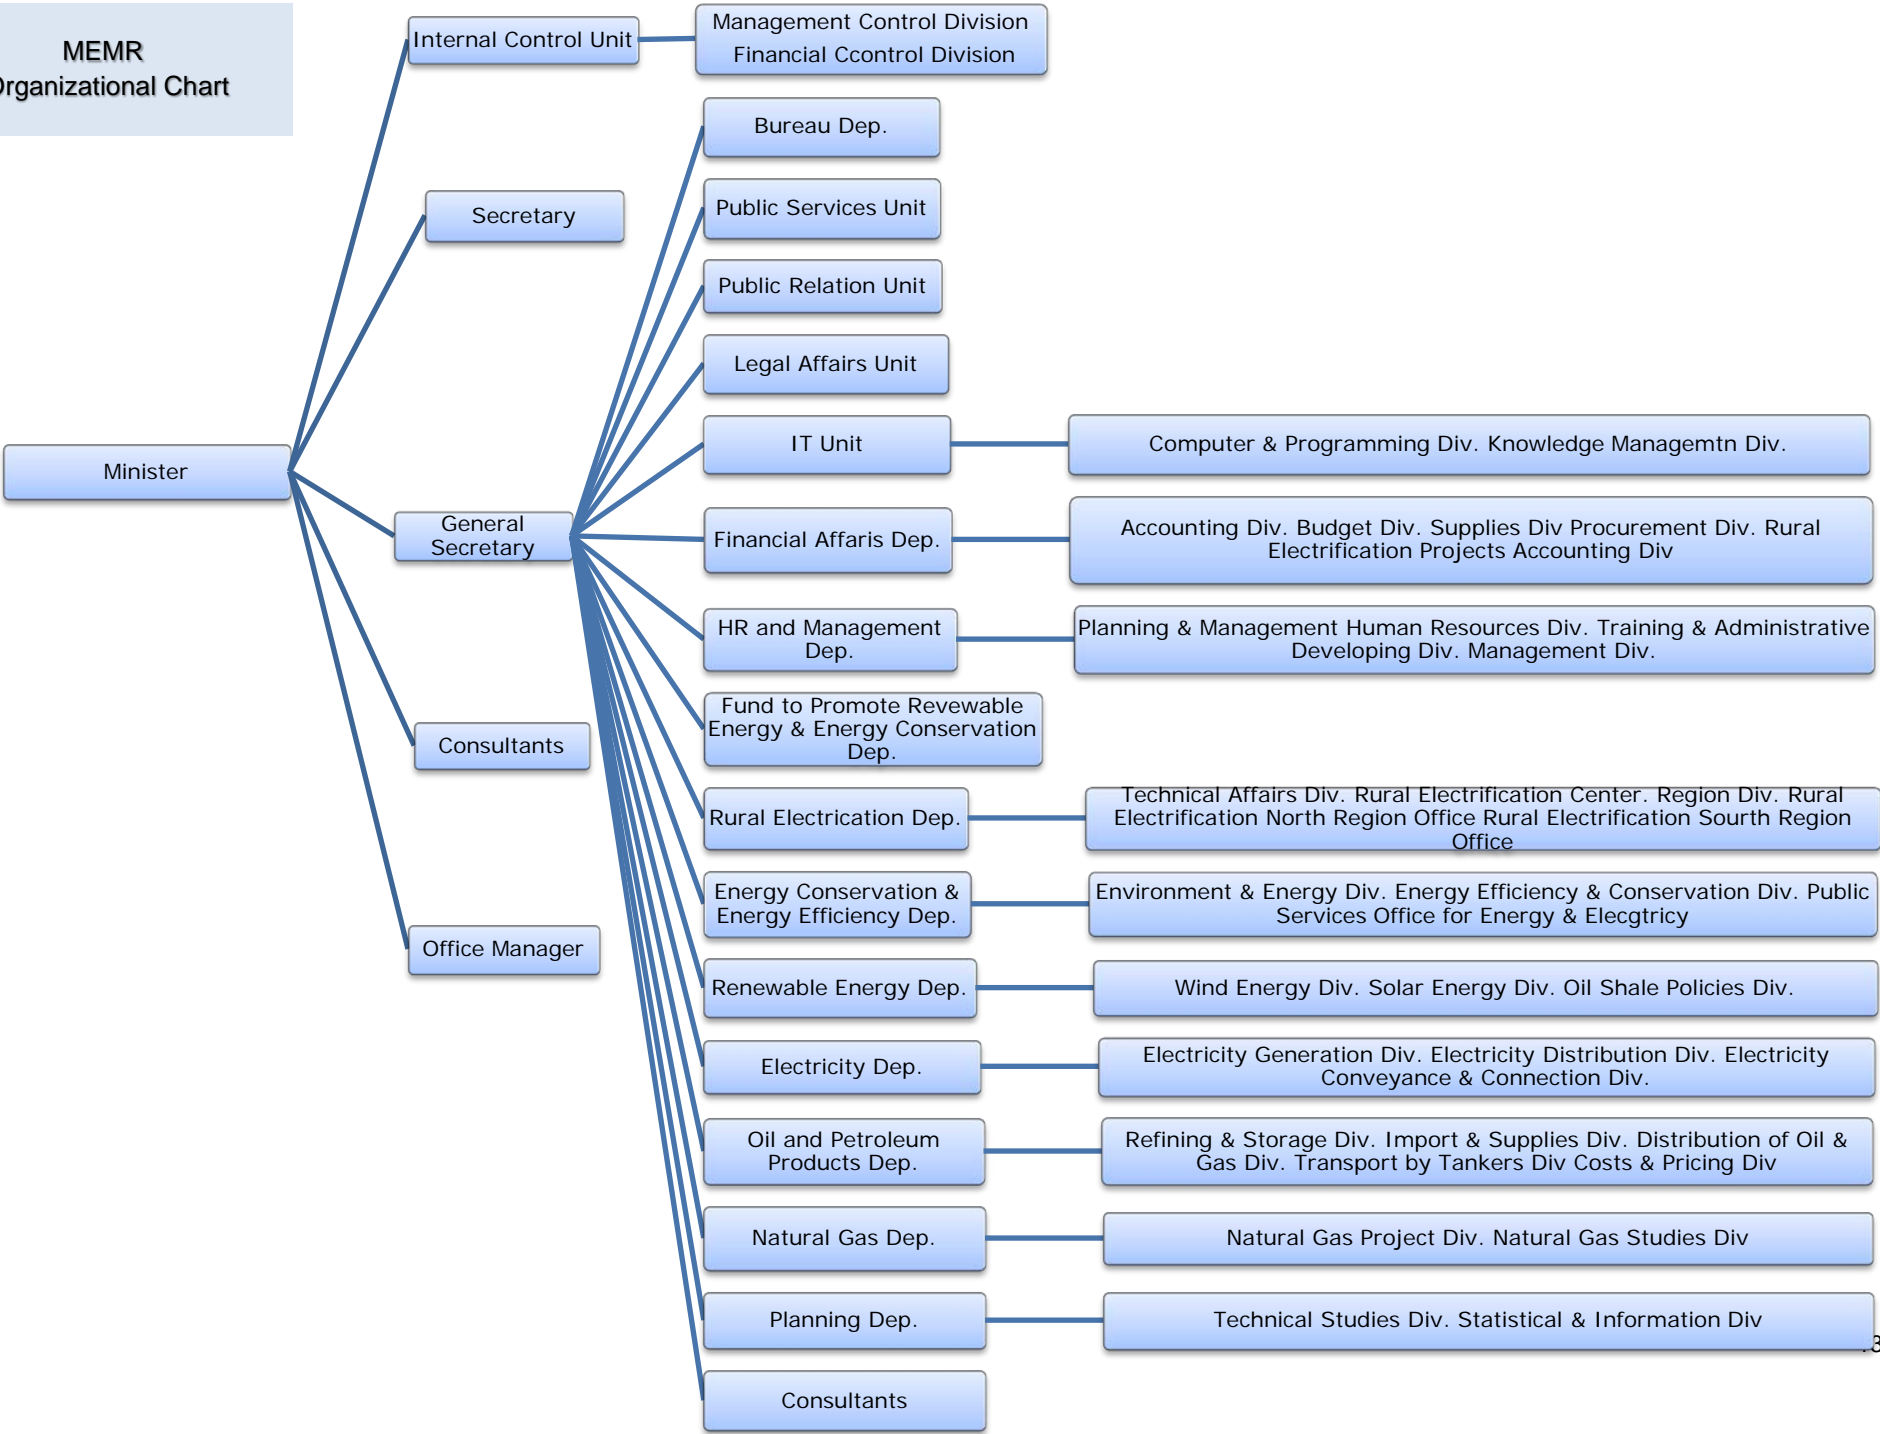 MEMR
Organizational Chart
Internal Control Unit
Management Control Division
Financial Ccontrol Division
Bureau Dep.
Secretary
Public Services Unit
Public Relation Unit
Legal Affairs Unit
IT Unit
Computer & Programming Div. Knowledge Managemtn Div.
Minister
General
Secretary
Financial Affaris Dep.
Accounting Div. Budget Div. Supplies Div Procurement Div. Rural
Electrification Projects Accounting Div
HR and Management
Dep.
Planning & Management Human Resources Div. Training & Administrative
Developing Div. Management Div.
Fund to Promote Revewable
Energy & Energy Conservation
Dep.
Consultants
Rural Electrication Dep.
Technical Affairs Div. Rural Electrification Center. Region Div. Rural
Electrification North Region Office Rural Electrification Sourth Region
Office
Energy Conservation &
Energy Efficiency Dep.
Environment & Energy Div. Energy Efficiency & Conservation Div. Public
Services Office for Energy & Elecgtricy
Office Manager
Renewable Energy Dep.
Wind Energy Div. Solar Energy Div. Oil Shale Policies Div.
Electricity Dep.
Electricity Generation Div. Electricity Distribution Div. Electricity
Conveyance & Connection Div.
Oil and Petroleum
Products Dep.
Refining & Storage Div. Import & Supplies Div. Distribution of Oil &
Gas Div. Transport by Tankers Div Costs & Pricing Div
Natural Gas Dep.
Natural Gas Project Div. Natural Gas Studies Div
Planning Dep.
Technical Studies Div. Statistical & Information Div
Consultants